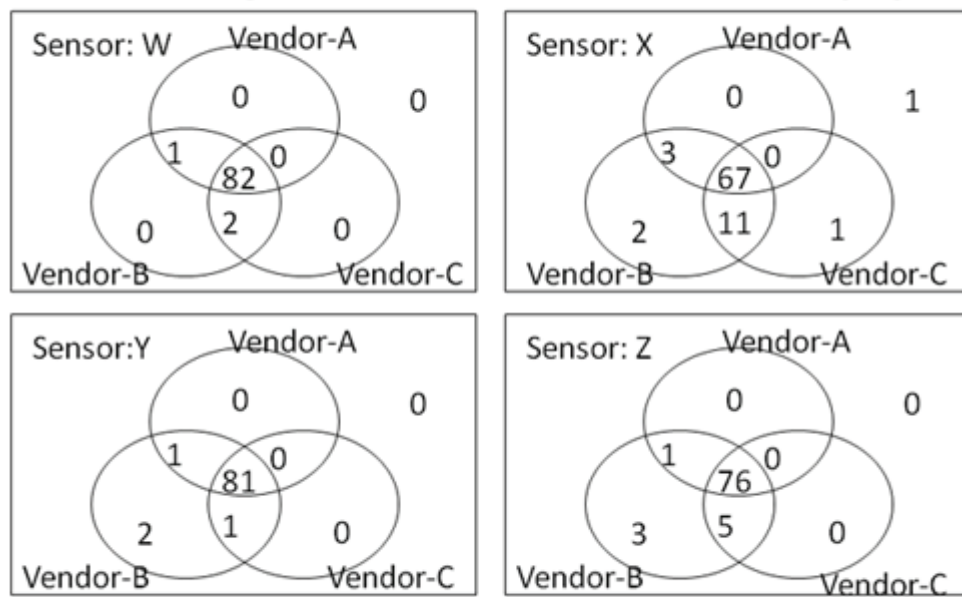 Sensor: W
Vendor-A
0
0
1
0
82
0
2
0
Vendor-B
Vendor-C
Sensor: X
Vendor-A
0
1
3
0
67
2
11
1
Vendor-B
Vendor-C
Sensor:Y
Vendor-A
0
0
1
0
81
2
1
0
Vendor-B
Vendor-C
Sensor: Z
Vendor-A
0
0
1
0
76
3
5
0
Vendor-B
Vendor-C